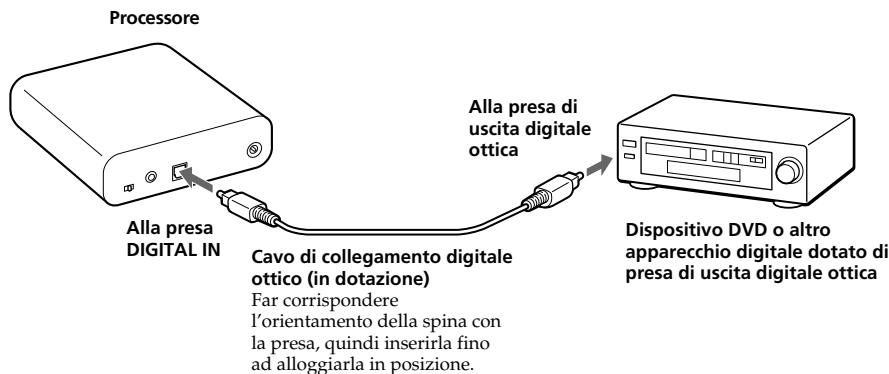 Processore
Alla presa di
uscita digitale
ottica
Alla presa
DIGITAL IN
Cavo di collegamento digitale
ottico (in dotazione)
Far corrispondere
l'orientamento della spina con
la presa, quindi inserirla fino
ad alloggiarla in posizione.
Dispositivo DVD o altro
apparecchio digitale dotato di
presa di uscita digitale ottica